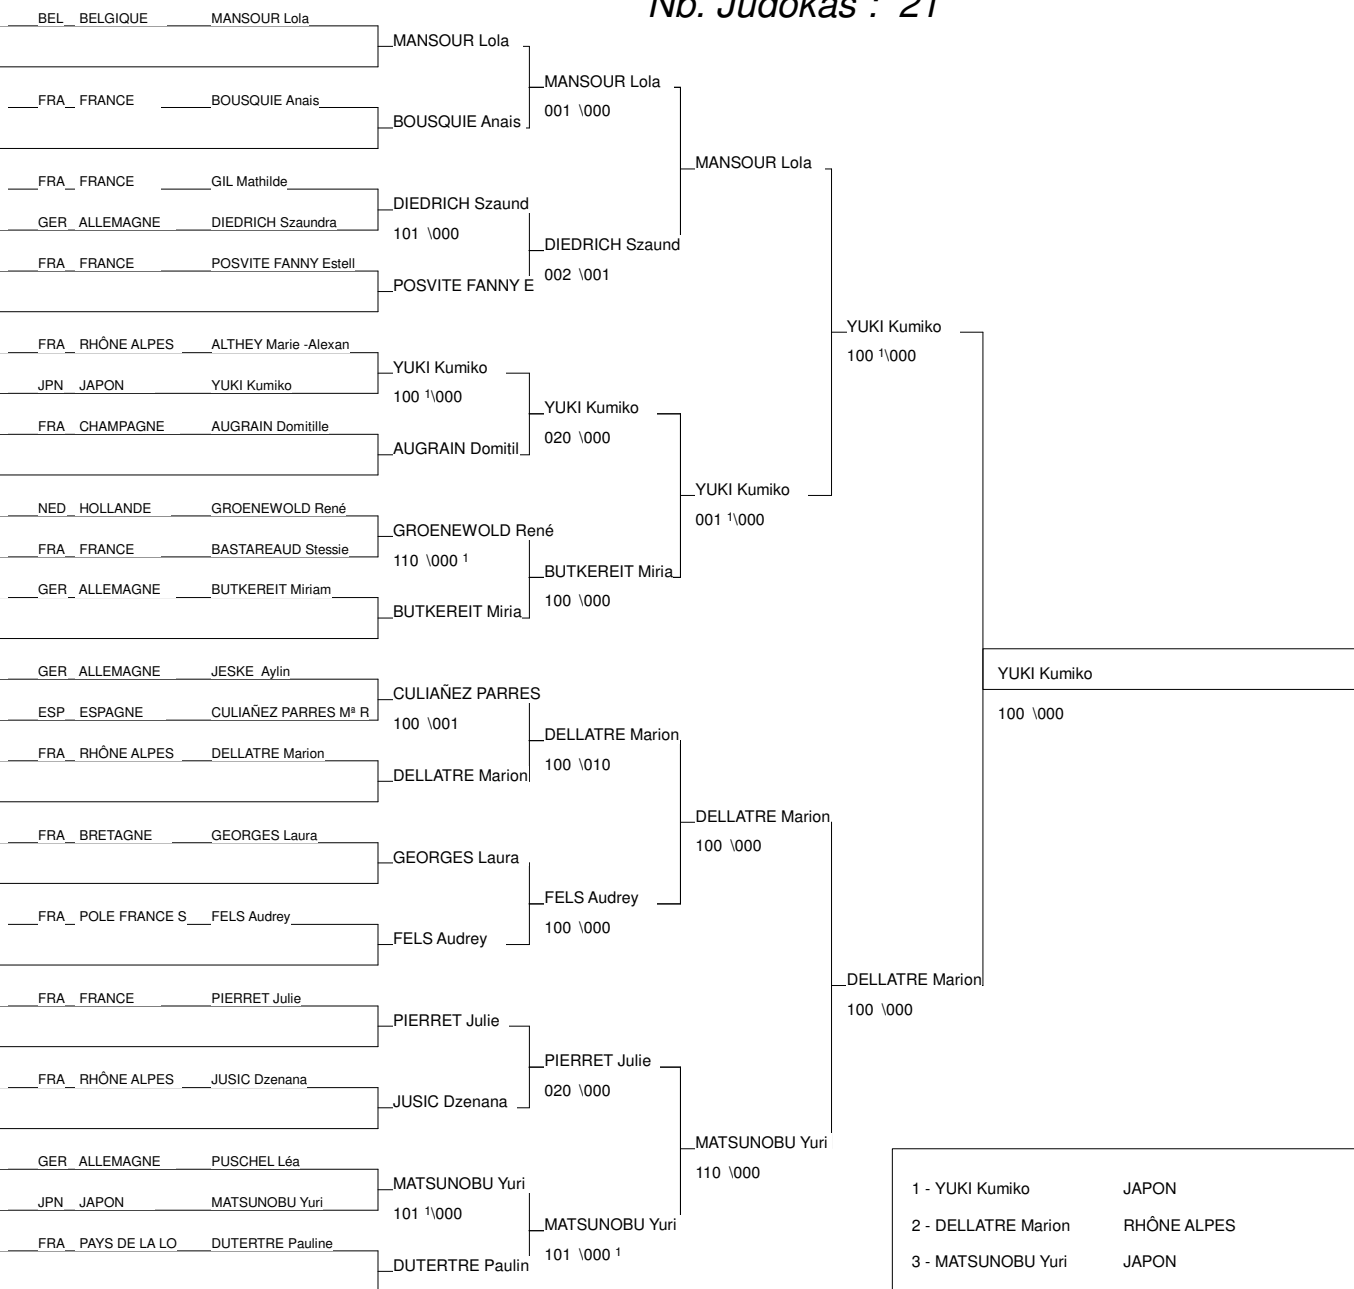 Nb. Judokas : 21
BEL BELGIQUE MANSOUR Lola
MANSOUR Lola
MANSOUR Lola
001 \000
FRA FRANCE BOUSQUIE Anais
BOUSQUIE Anais
MANSOUR Lola
FRA FRANCE GIL Mathilde
DIEDRICH Szaund
GER ALLEMAGNE DIEDRICH Szaundra
101 \000
DIEDRICH Szaund
002 \001
FRA FRANCE POSVITE FANNY Estell
POSVITE FANNY E
YUKI Kumiko
100 ¹\000
FRA RHÔNE ALPES ALTHEY Marie -Alexan
YUKI Kumiko
JPN JAPON YUKI Kumiko
100 ¹\000
YUKI Kumiko
020 \000
FRA CHAMPAGNE AUGRAIN Domitille
AUGRAIN Domitil
YUKI Kumiko
001 ¹\000
NED HOLLANDE GROENEWOLD René
GROENEWOLD René
FRA FRANCE BASTAREAUD Stessie
110 \000 ¹
BUTKEREIT Miria
100 \000
GER ALLEMAGNE BUTKEREIT Miriam
BUTKEREIT Miria
YUKI Kumiko
100 \000
GER ALLEMAGNE JESKE Aylin
CULIAÑEZ PARRES
ESP ESPAGNE CULIAÑEZ PARRES Mª R
100 \001
DELLATRE Marion
100 \010
FRA RHÔNE ALPES DELLATRE Marion
DELLATRE Marion
DELLATRE Marion
100 \000
FRA BRETAGNE GEORGES Laura
GEORGES Laura
FELS Audrey
100 \000
FRA POLE FRANCE S FELS Audrey
FELS Audrey
DELLATRE Marion
100 \000
FRA FRANCE PIERRET Julie
PIERRET Julie
PIERRET Julie
020 \000
FRA RHÔNE ALPES JUSIC Dzenana
JUSIC Dzenana
MATSUNOBU Yuri
110 \000
GER ALLEMAGNE PUSCHEL Léa
MATSUNOBU Yuri
JPN JAPON MATSUNOBU Yuri
101 ¹\000
MATSUNOBU Yuri
101 \000 ¹
FRA PAYS DE LA LO DUTERTRE Pauline
DUTERTRE Paulin
1 - YUKI Kumiko JAPON
2 - DELLATRE Marion RHÔNE ALPES
3 - MATSUNOBU Yuri JAPON